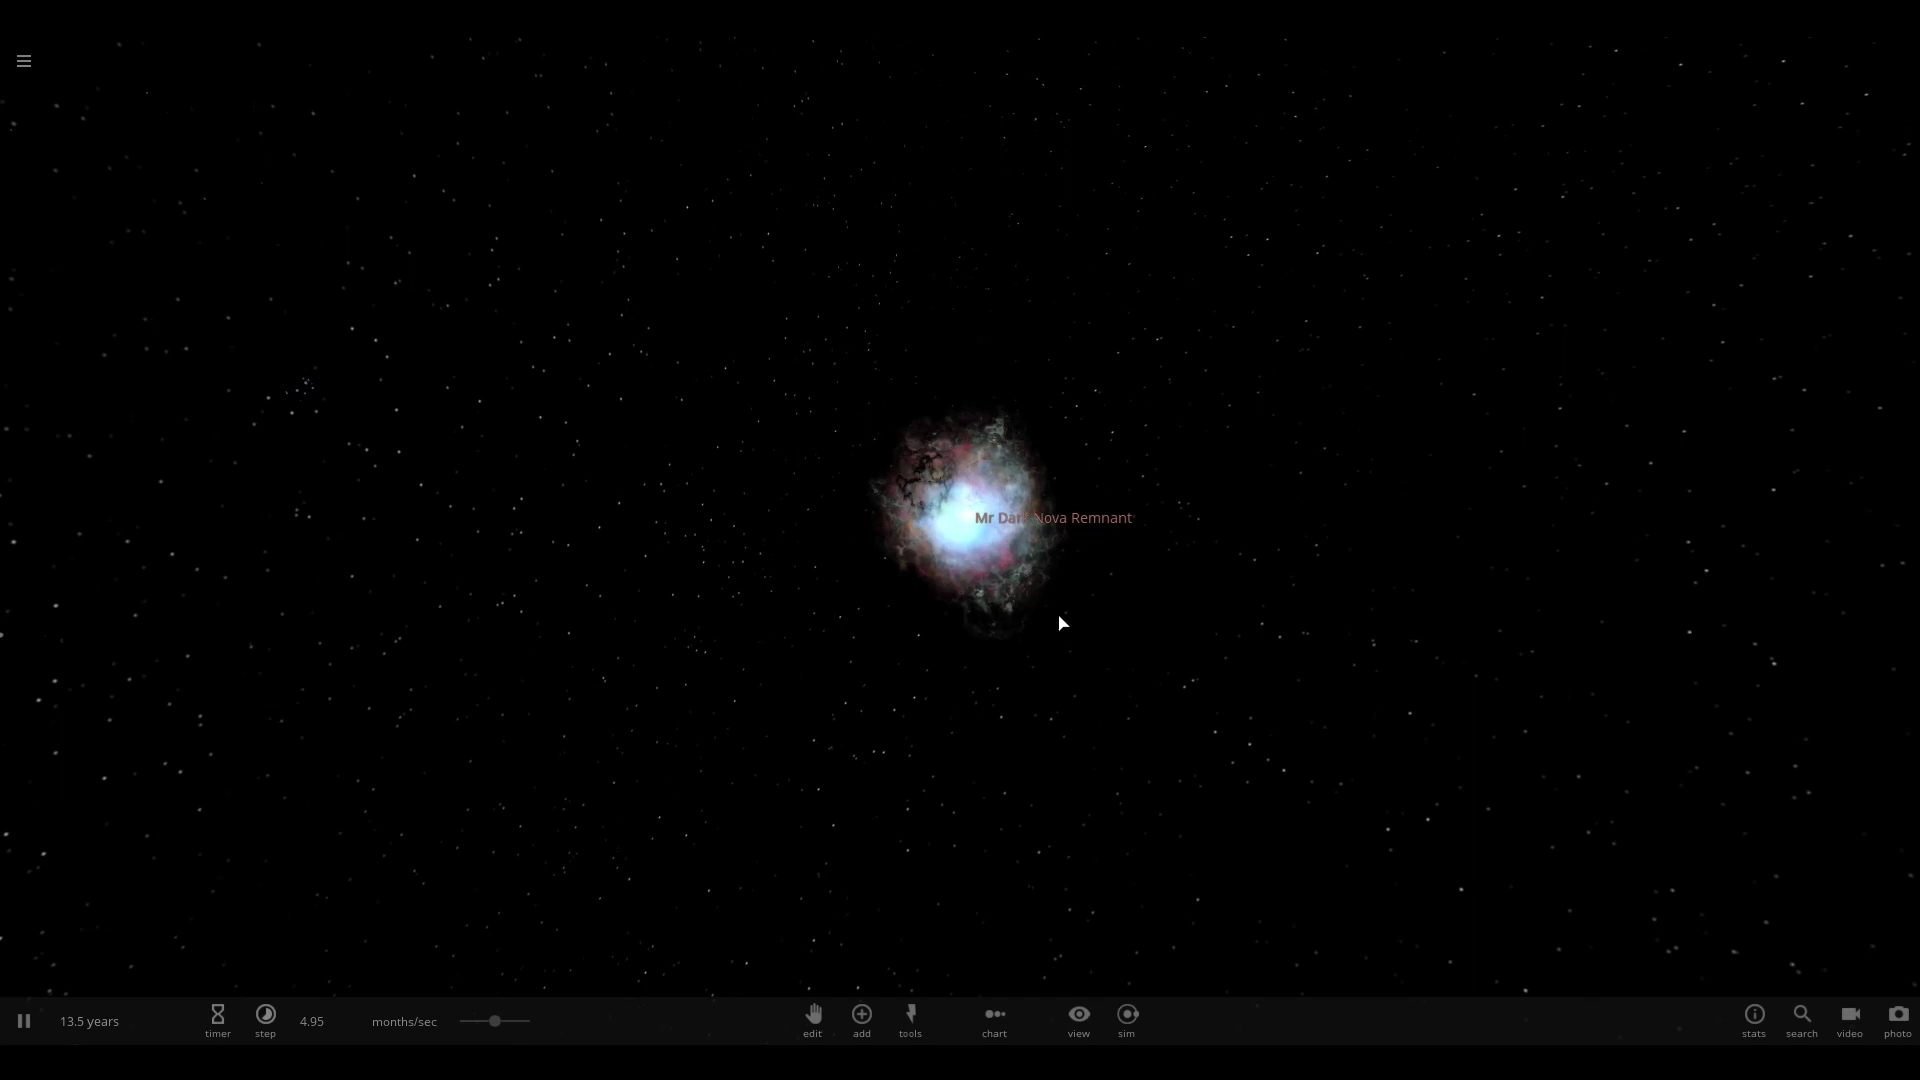 Mr Dark Nova Remnant
13.5 years
timer
step
4.95
months/sec
edit
add
tools
chart
view
sim
stats
search
video
photo